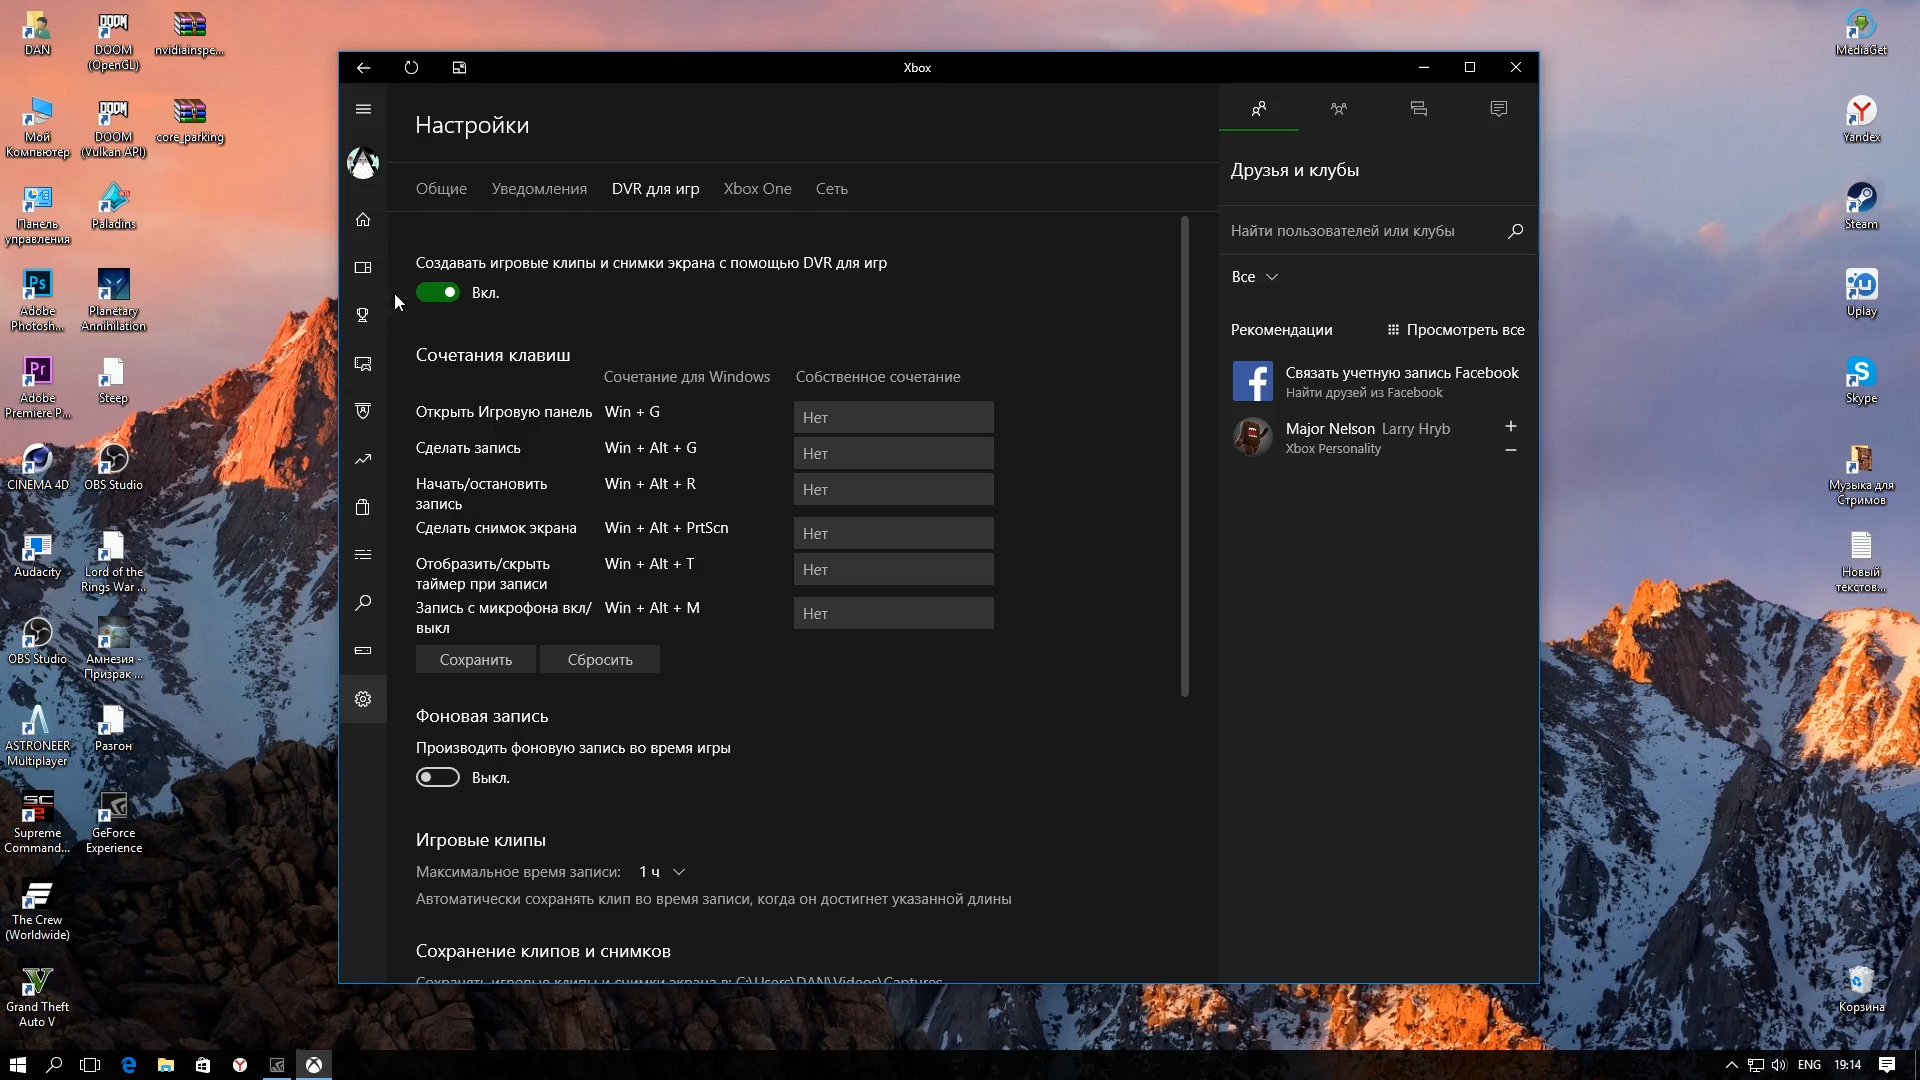 DAN
DOOM
(OpenGL)
nvidiainspe...
Мой
Компьютер
DOOM
(Vulkan API)
core_parking
Панель
управления
Paladins
Adobe
Photosh...
Planetary
Annihilation
Adobe
Premiere P...
Steep
CINEMA 4D
OBS Studio
Audacity
Lord of the
Rings War ...
OBS Studio
Амнезия -
Призрак ...
ASTRONEER
Multiplayer
Разгон
Supreme
Command...
GeForce
Experience
The Crew
(Worldwide)
Grand Theft
Auto V
Xbox
Настройки
Общие Уведомления DVR для игр Xbox One Сеть
Создавать игровые клипы и снимки экрана с помощью DVR для игр
Вкл.
Сочетания клавиш
Сочетание для Windows Собственное сочетание
Открыть Игровую панель Win + G Нет
Сделать запись Win + Alt + G Нет
Начать/остановить
запись Win + Alt + R Нет
Сделать снимок экрана Win + Alt + PrtScn Нет
Отобразить/скрыть
таймер при записи Win + Alt + T Нет
Запись с микрофона вкл/
выкл Win + Alt + M Нет
Сохранить Сбросить
Фоновая запись
Производить фоновую запись во время игры
Выкл.
Игровые клипы
Максимальное время записи: 1 ч
Автоматически сохранять клип во время записи, когда он достигнет указанной длины
Сохранение клипов и снимков
Сохранять игровые клипы и снимки экрана в: C:\Users\DAN\Videos\Captures
Друзья и клубы
Найти пользователей или клубы
Все
Рекомендации Просмотреть все
Связать учетную запись Facebook
Найти друзей из Facebook
Major Nelson Larry Hryb
Xbox Personality
MediaGet
Yandex
Steam
Uplay
Skype
Музыка для
Стримов
Новый
текстов...
Корзина
ENG 19:14